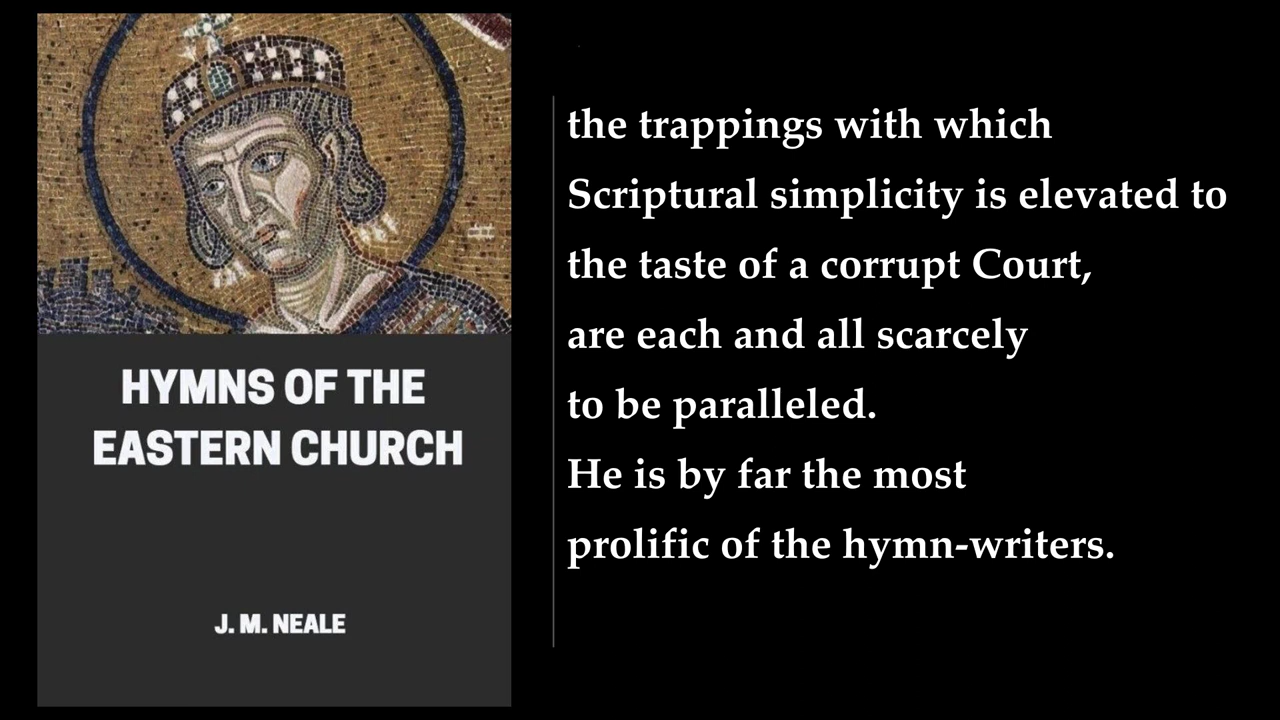 HYMNS OF THE
EASTERN CHURCH
J. M. NEALE
the trappings with which
Scriptural simplicity is elevated to
the taste of a corrupt Court,
are each and all scarcely
to be paralleled.
He is by far the most
prolific of the hymn-writers.